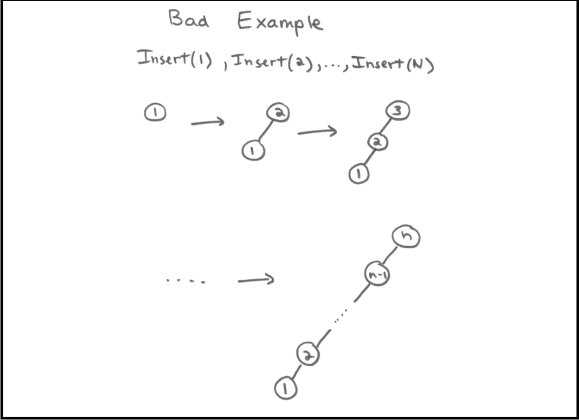 Bad Example
Insert(1), Insert(2), ..., Insert(N)
1 → 2 → 3
1 2
1
.... → n
n-1
...
2
1